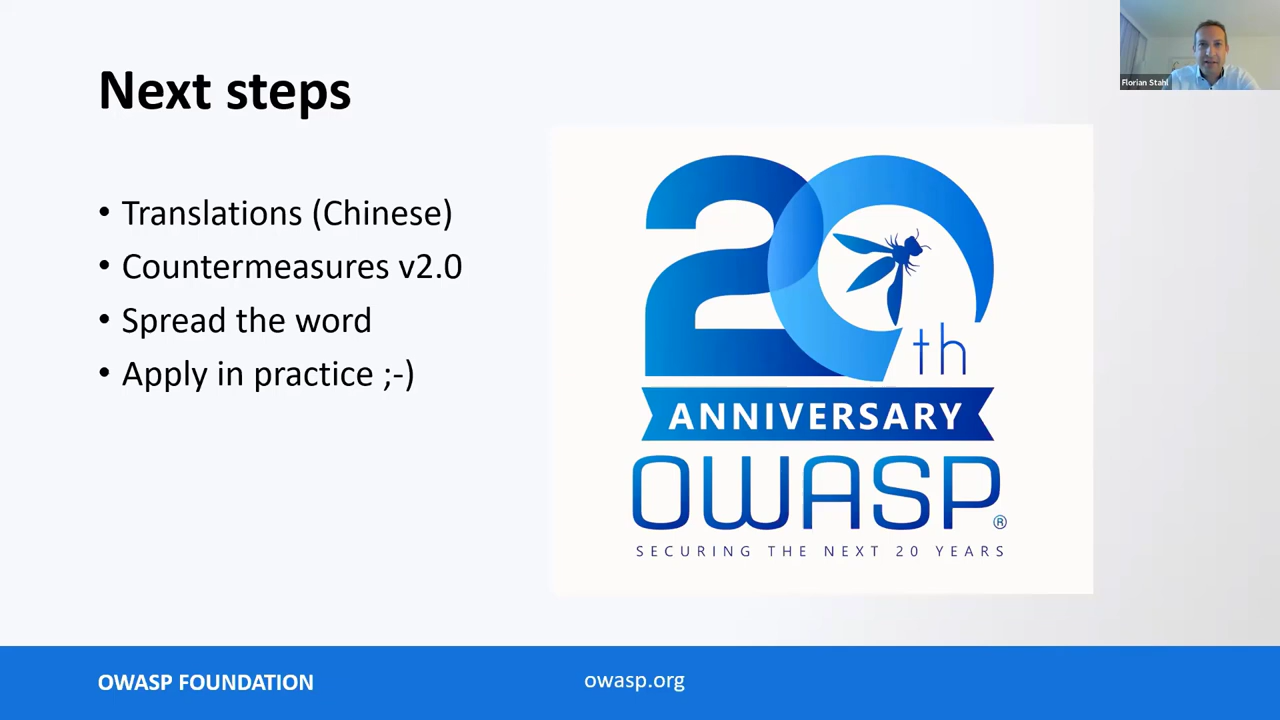 Next steps
• Translations (Chinese)
• Countermeasures v2.0
• Spread the word
• Apply in practice ;-)
20th
ANNIVERSARY
OWASP®
SECURING THE NEXT 20 YEARS
Florian Stahl
OWASP FOUNDATION
owasp.org